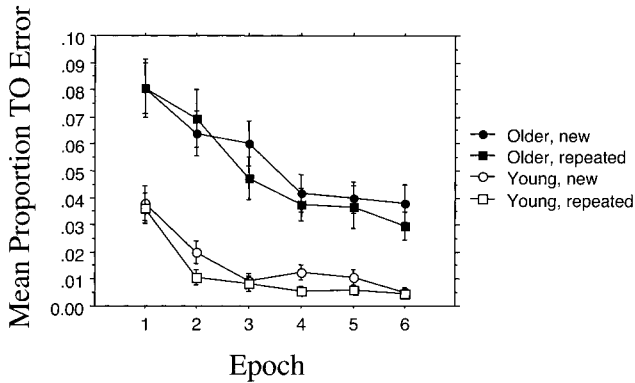 Mean Proportion TO Error
.10
.09
.08
.07
.06
.05
.04
.03
.02
.01
0.00
1 2 3 4 5 6
Epoch
Older, new
Older, repeated
Young, new
Young, repeated